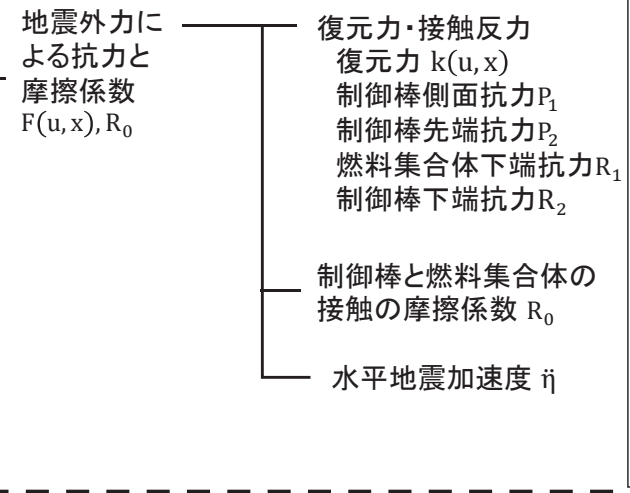 地震外力に
よる抗力と
摩擦係数
F(u,x),R₀
復元力・接触反力
復元力 k(u,x)
制御棒側面抗力P₁
制御棒先端抗力P₂
燃料集合体下端抗力R₁
制御棒下端抗力R₂
制御棒と燃料集合体の
接触の摩擦係数 R₀
水平地震加速度 η̈